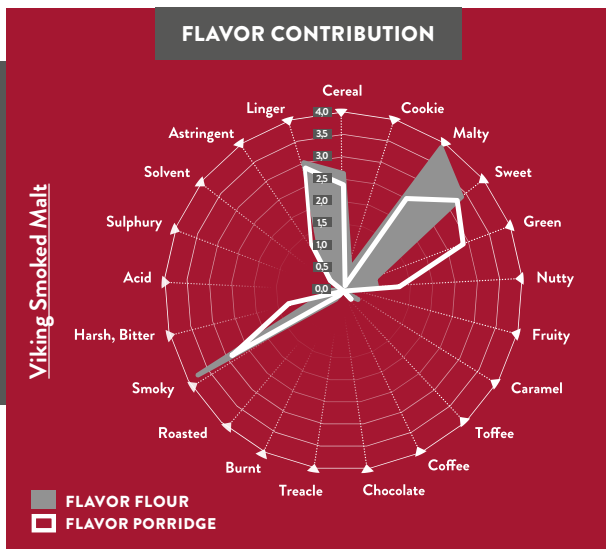 FLAVOR CONTRIBUTION
Viking Smoked Malt
Cereal
Cookie
Malty
Sweet
Green
Nutty
Fruity
Caramel
Toffee
Coffee
Chocolate
Treacle
Burnt
Roasted
Smoky
Harsh, Bitter
Acid
Sulphury
Solvent
Astringent
Linger
4,0
3,5
3,0
2,5
2,0
1,5
1,0
0,5
0,0
FLAVOR FLOUR
FLAVOR PORRIDGE